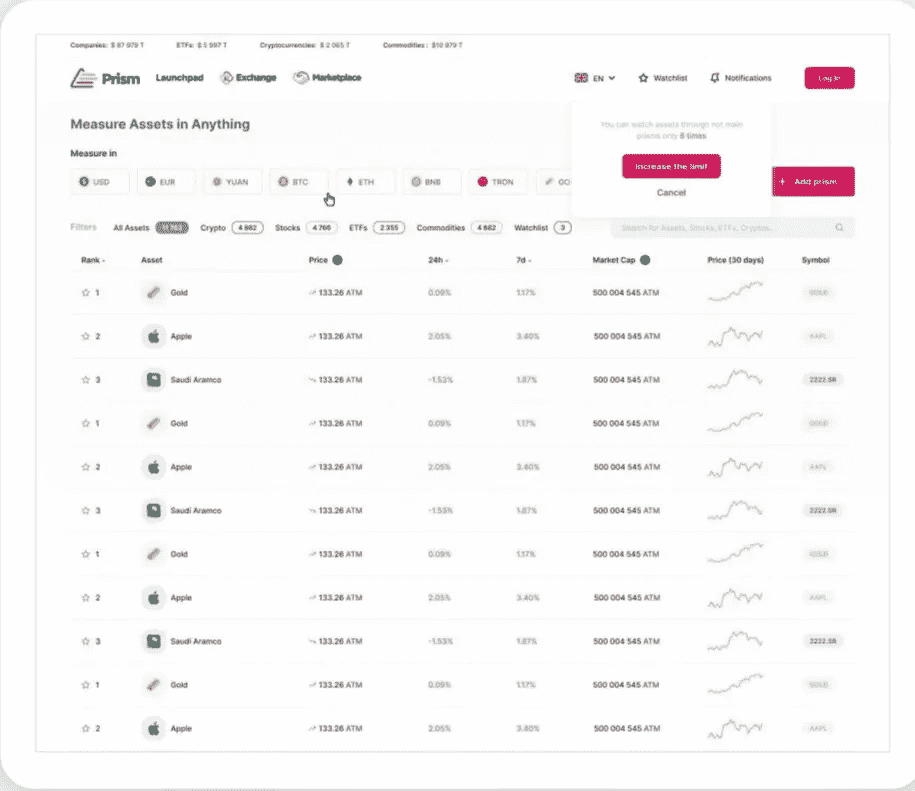 Companies: $ 87 979 T ETFs: $ 5 997 T Cryptocurrencies: $ 2 065 T Commodities: $10 979 T
Prism Launchpad Exchange Marketplace EN Watchlist Notifications Log In
Measure Assets in Anything
You can watch assets through not main
prisms only 6 times
Measure in
Increase the limit
USD EUR YUAN BTC ETH BNB TRON GO Add prism
Cancel
Filters All Assets Crypto 4 662 Stocks 4 766 ETFs 2 355 Commodities 4 662 Watchlist 3 Search for Assets, Stocks, ETFs, Cryptos..
Rank Asset Price 24h 7d Market Cap Price (30 days) Symbol
1 Gold 133.26 ATM 0.09% 1.17% 500 004 545 ATM GOLD
2 Apple 133.26 ATM 2.05% 3.40% 500 004 545 ATM AAPL
3 Saudi Aramco 133.26 ATM -1.53% 1.87% 500 004 545 ATM 2222.SR
1 Gold 133.26 ATM 0.09% 1.17% 500 004 545 ATM GOLD
2 Apple 133.26 ATM 2.05% 3.40% 500 004 545 ATM AAPL
3 Saudi Aramco 133.26 ATM -1.53% 1.87% 500 004 545 ATM 2222.SR
1 Gold 133.26 ATM 0.09% 1.17% 500 004 545 ATM GOLD
2 Apple 133.26 ATM 2.05% 3.40% 500 004 545 ATM AAPL
3 Saudi Aramco 133.26 ATM -1.53% 1.87% 500 004 545 ATM 2222.SR
1 Gold 133.26 ATM 0.09% 1.17% 500 004 545 ATM GOLD
2 Apple 133.26 ATM 2.05% 3.40% 500 004 545 ATM AAPL